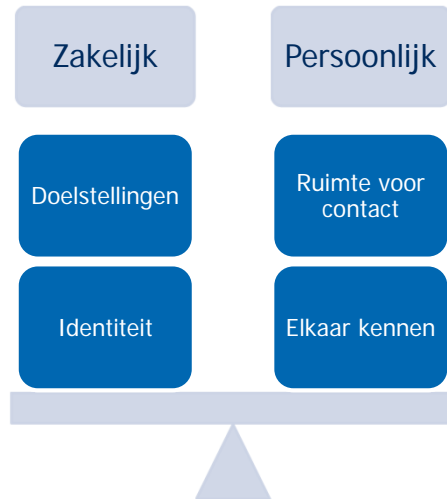 Zakelijk
Persoonlijk
Doelstellingen
Ruimte voor
contact
Identiteit
Elkaar kennen